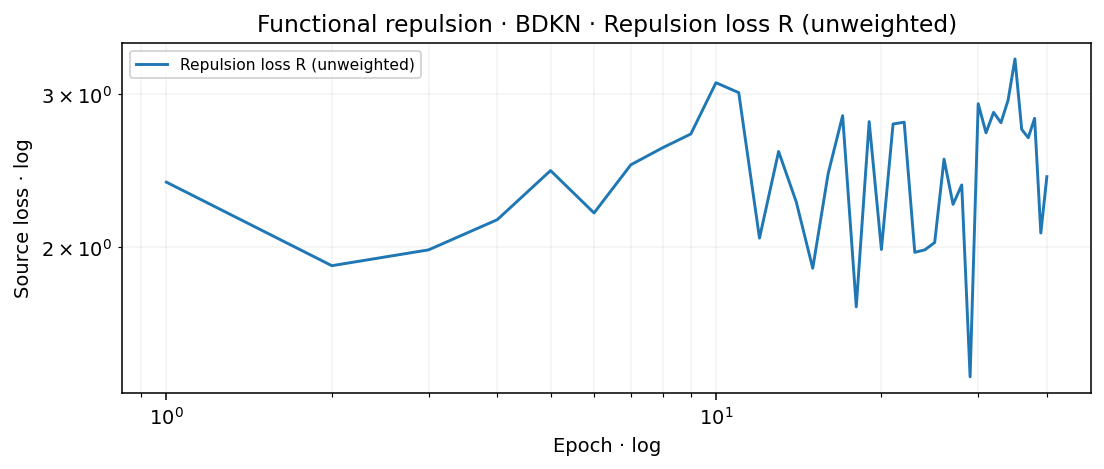 Functional repulsion · BDKN · Repulsion loss R (unweighted)
Repulsion loss R (unweighted)
Source loss · log
3 × 10⁰
2 × 10⁰
10⁰
10¹
Epoch · log